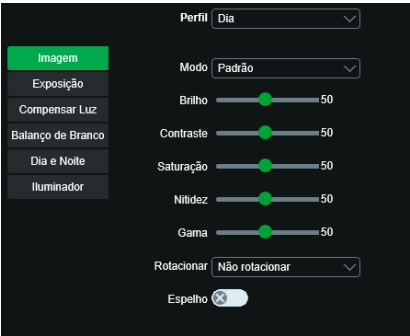 Perfil Dia
Imagem
Exposição
Compensar Luz
Balanço de Branco
Dia e Noite
Iluminador
Modo Padrão
Brilho 50
Contraste 50
Saturação 50
Nitidez 50
Gama 50
Rotacionar Não rotacionar
Espelho